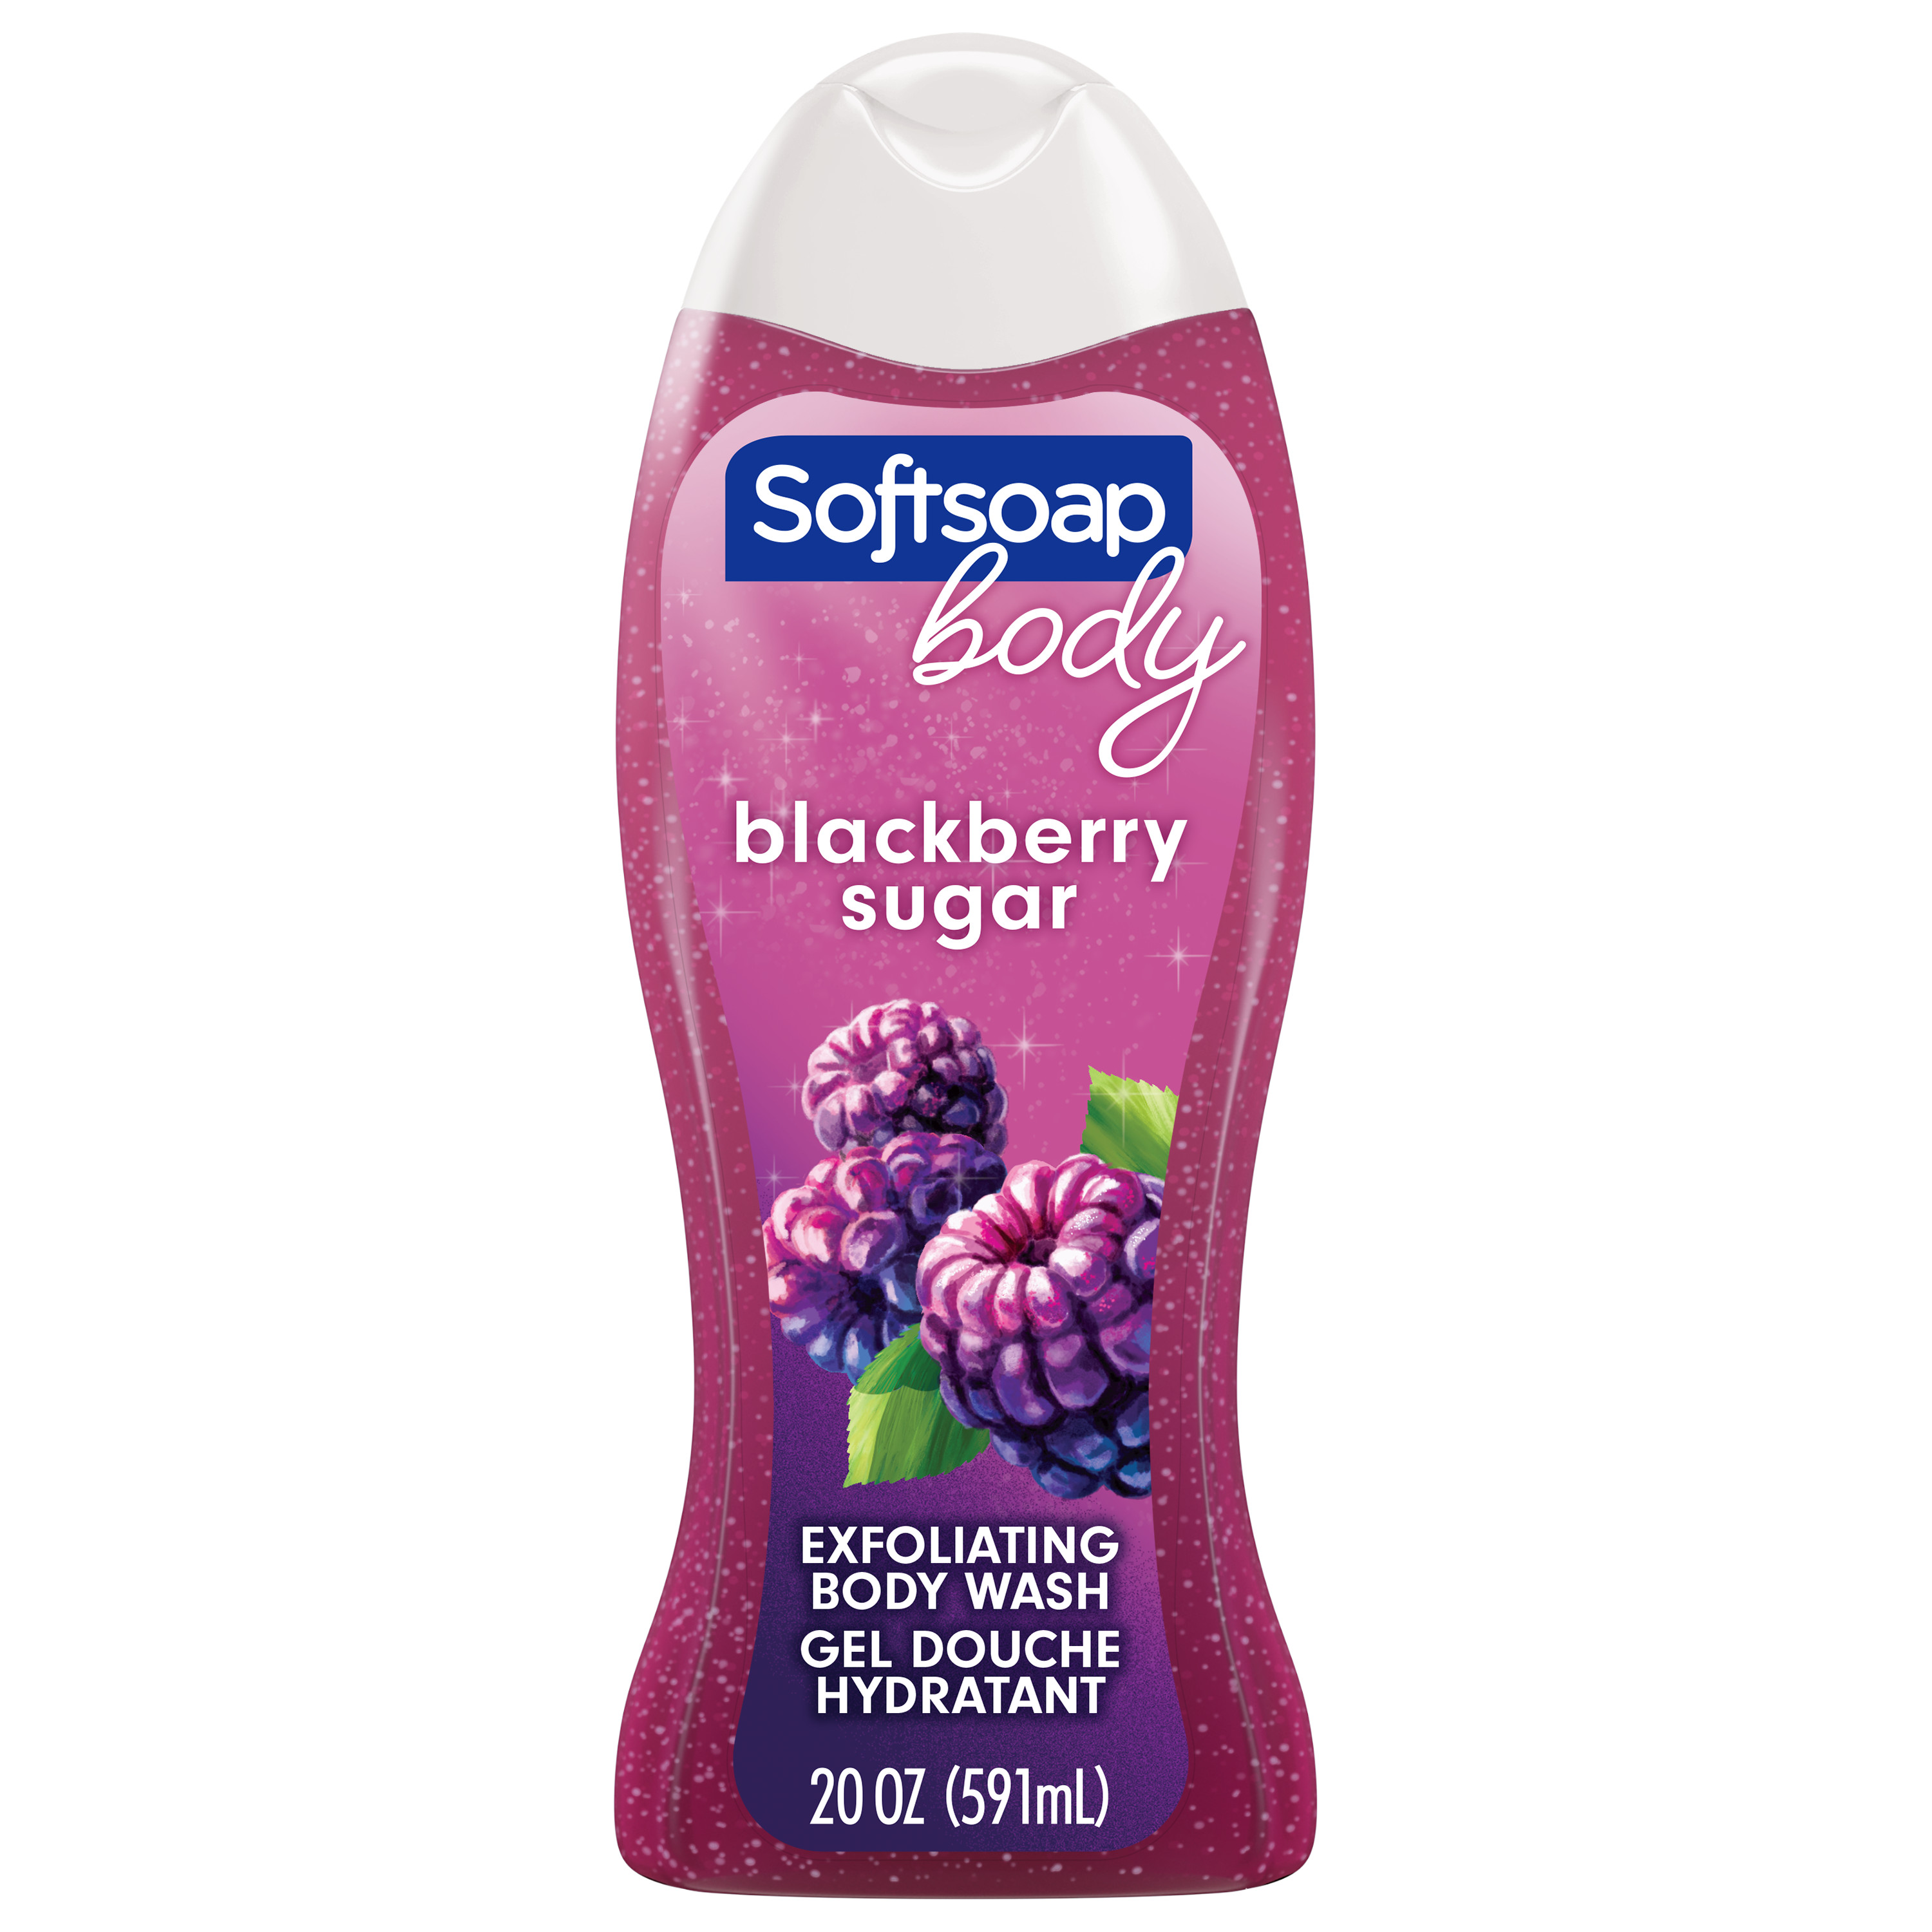 Softsoap
body
blackberry
sugar
EXFOLIATING
BODY WASH
GEL DOUCHE
HYDRATANT
20 OZ (591mL)